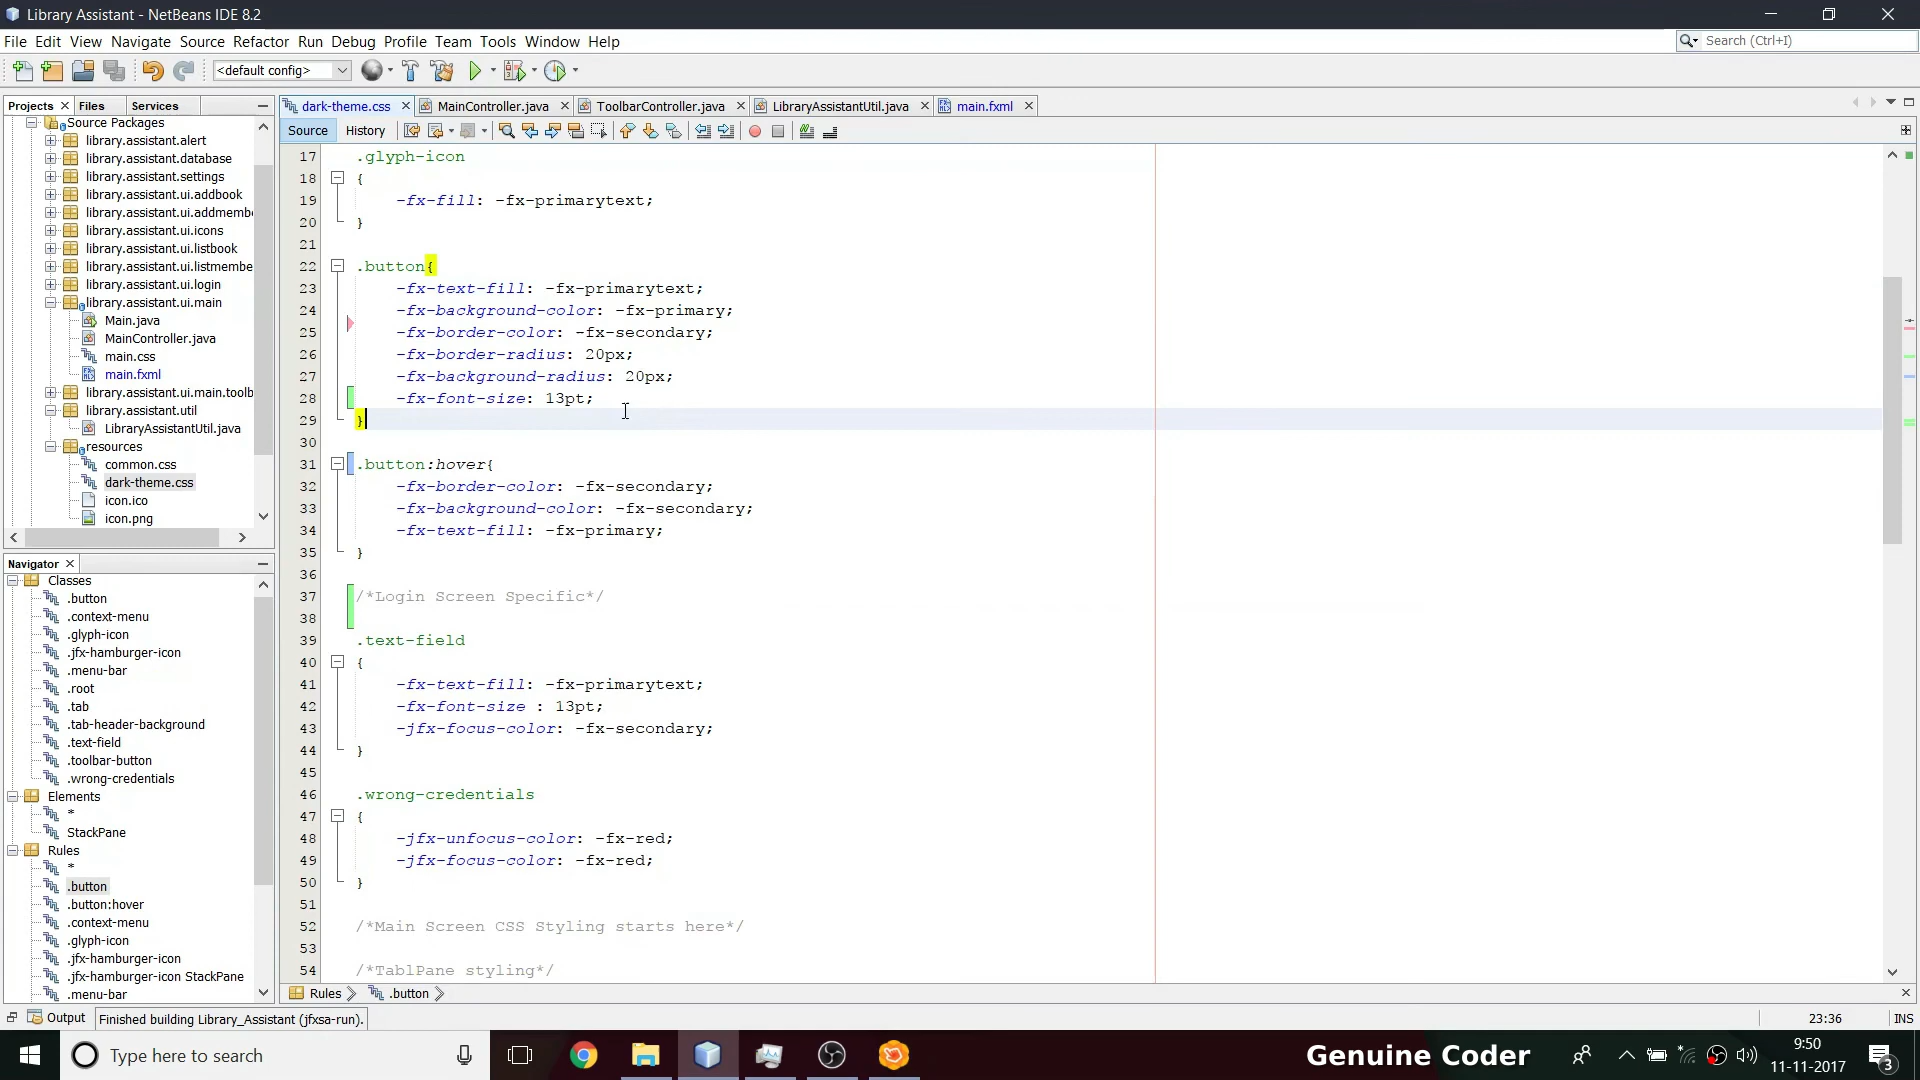 Library Assistant - NetBeans IDE 8.2
File Edit View Navigate Source Refactor Run Debug Profile Team Tools Window Help
Search (Ctrl+I)
<default config>
Projects Files Services
dark-theme.css MainController.java ToolbarController.java LibraryAssistantUtil.java main.fxml
Source History
Source Packages
library.assistant.alert
library.assistant.database
library.assistant.settings
library.assistant.ui.addbook
library.assistant.ui.addmembe
library.assistant.ui.icons
library.assistant.ui.listbook
library.assistant.ui.listmembe
library.assistant.ui.login
library.assistant.ui.main
Main.java
MainController.java
main.css
main.fxml
library.assistant.ui.main.toolb
library.assistant.util
LibraryAssistantUtil.java
resources
common.css
dark-theme.css
icon.ico
icon.png
Navigator
Classes
.button
.context-menu
.glyph-icon
.jfx-hamburger-icon
.menu-bar
.root
.tab
.tab-header-background
.text-field
.toolbar-button
.wrong-credentials
Elements
*
StackPane
Rules
*
.button
.button:hover
.context-menu
.glyph-icon
.jfx-hamburger-icon
.jfx-hamburger-icon StackPane
.menu-bar
17 .glyph-icon
18 {
19 -fx-fill: -fx-primarytext;
20 }
21
22 .button{
23 -fx-text-fill: -fx-primarytext;
24 -fx-background-color: -fx-primary;
25 -fx-border-color: -fx-secondary;
26 -fx-border-radius: 20px;
27 -fx-background-radius: 20px;
28 -fx-font-size: 13pt;
29 }
30
31 .button:hover{
32 -fx-border-color: -fx-secondary;
33 -fx-background-color: -fx-secondary;
34 -fx-text-fill: -fx-primary;
35 }
36
37 /*Login Screen Specific*/
38
39 .text-field
40 {
41 -fx-text-fill: -fx-primarytext;
42 -fx-font-size : 13pt;
43 -jfx-focus-color: -fx-secondary;
44 }
45
46 .wrong-credentials
47 {
48 -jfx-unfocus-color: -fx-red;
49 -jfx-focus-color: -fx-red;
50 }
51
52 /*Main Screen CSS Styling starts here*/
53
54 /*TablPane styling*/
Rules .button
Output Finished building Library_Assistant (jfxsa-run).
23:36 INS
Type here to search
Genuine Coder
9:50
11-11-2017
3